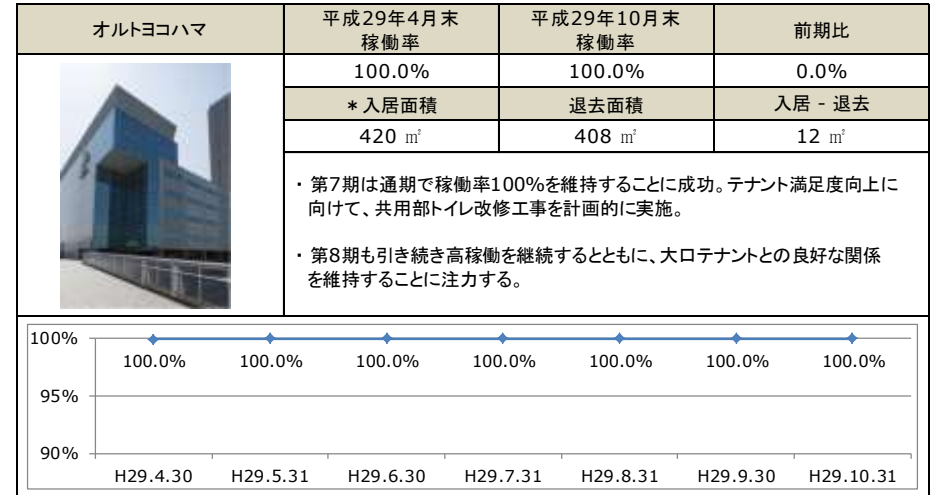 オルトヨコハマ
平成29年4月末
稼働率
平成29年10月末
稼働率
前期比
100.0%
100.0%
0.0%
* 入居面積
退去面積
入居 - 退去
420 ㎡
408 ㎡
12 ㎡
・ 第7期は通期で稼働率100%を維持することに成功。テナント満足度向上に
向けて、共用部トイレ改修工事を計画的に実施。
・ 第8期も引き続き高稼働を継続するとともに、大口テナントとの良好な関係
を維持することに注力する。
100%
100.0% 100.0% 100.0% 100.0% 100.0% 100.0% 100.0%
95%
90%
H29.4.30 H29.5.31 H29.6.30 H29.7.31 H29.8.31 H29.9.30 H29.10.31